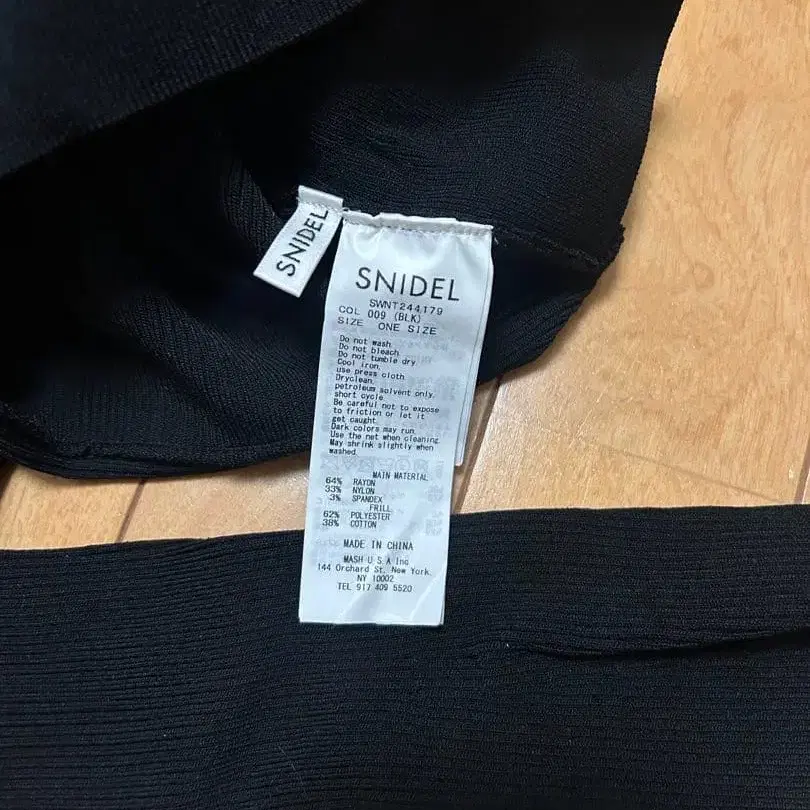 SNIDEL
SNIDEL
SWNT244179
COL 009 (BLK)
SIZE ONE SIZE
Do not wash.
Do not bleach.
Do not tumble dry.
Cool iron.
use press cloth.
Dryclean.
petroleum solvent only.
short cycle.
Be careful not to expose
to friction or let it
get caught.
Dark colors may run.
Use the net when cleaning.
May shrink slightly when
washed.
MAIN MATERIAL
64% RAYON
33% NYLON
3% SPANDEX
FRILL
62% POLYESTER
38% COTTON
MADE IN CHINA
MASH U S A Inc
144 Orchard St. New York.
NY 10002
TEL 917 409 5520